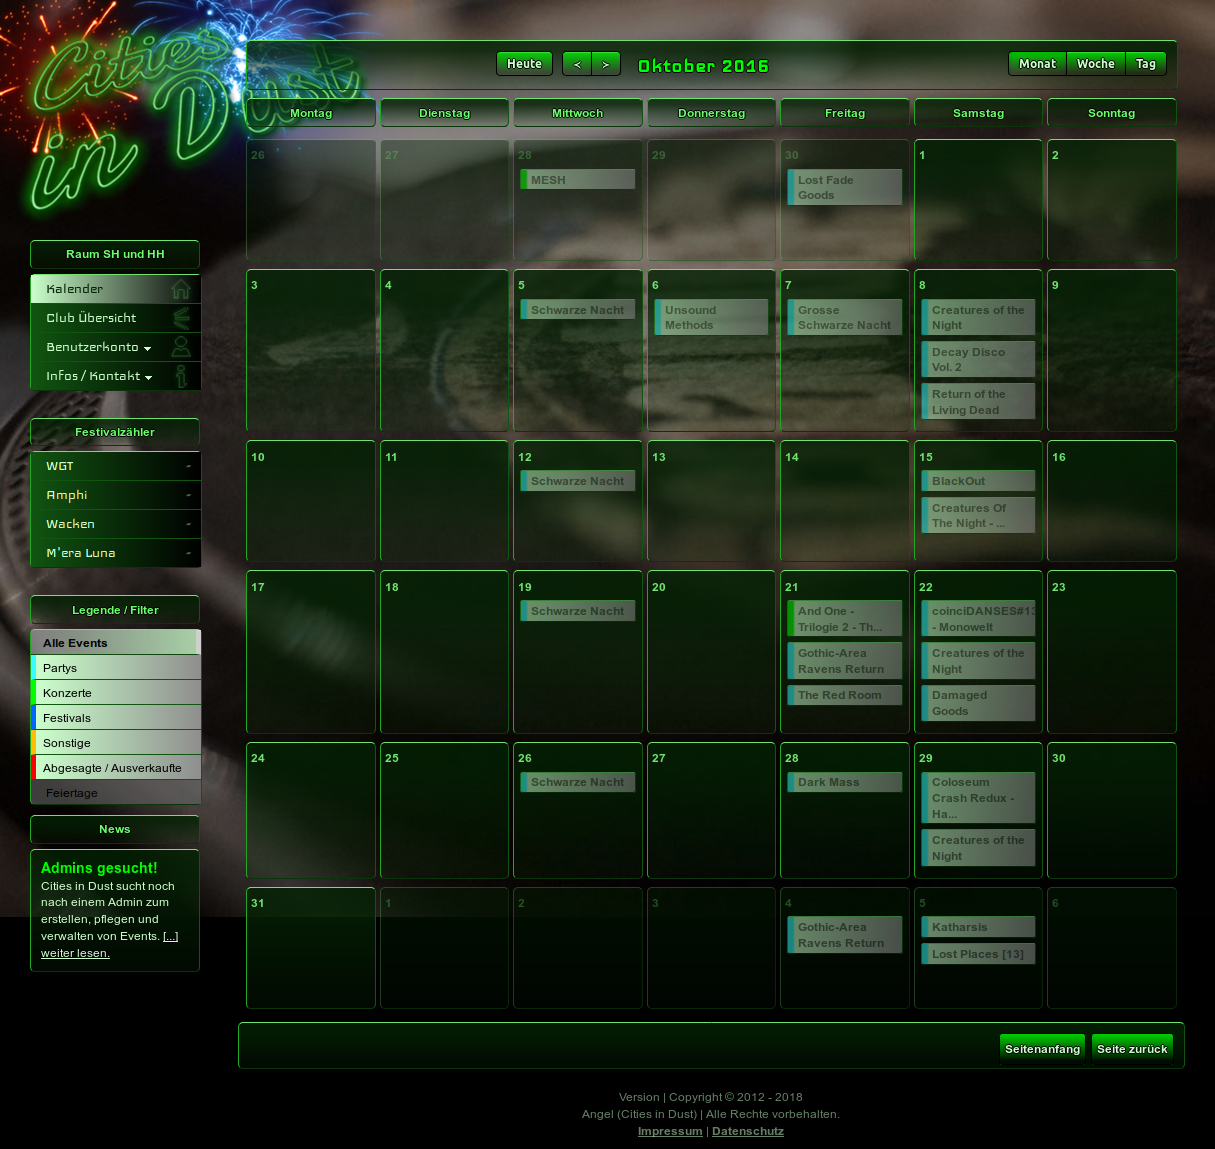 Cities
in Dust
Heute
<
>
Oktober 2016
Monat
Woche
Tag
Montag
Dienstag
Mittwoch
Donnerstag
Freitag
Samstag
Sonntag
26
27
28
MESH
29
30
Lost Fade
Goods
1
2
3
4
5
Schwarze Nacht
6
Unsound
Methods
7
Grosse
Schwarze Nacht
8
Creatures of the
Night
Decay Disco
Vol. 2
Return of the
Living Dead
9
10
11
12
Schwarze Nacht
13
14
15
BlackOut
Creatures Of
The Night - ...
16
17
18
19
Schwarze Nacht
20
21
And One -
Trilogie 2 - Th...
Gothic-Area
Ravens Return
The Red Room
22
coinciDANSES#13
- Monowelt
Creatures of the
Night
Damaged
Goods
23
24
25
26
Schwarze Nacht
27
28
Dark Mass
29
Coloseum
Crash Redux -
Ha...
Creatures of the
Night
30
31
1
2
3
4
Gothic-Area
Ravens Return
5
Katharsis
Lost Places [13]
6
Raum SH und HH
Kalender
Club Übersicht
Benutzerkonto
Infos / Kontakt
Festivalzähler
WGT -
Amphi -
Wacken -
M'era Luna -
Legende / Filter
Alle Events
Partys
Konzerte
Festivals
Sonstige
Abgesagte / Ausverkaufte
Feiertage
News
Admins gesucht!
Cities in Dust sucht noch
nach einem Admin zum
erstellen, pflegen und
verwalten von Events. [...]
weiter lesen.
Seitenanfang
Seite zurück
Version | Copyright © 2012 - 2018
Angel (Cities in Dust) | Alle Rechte vorbehalten.
Impressum | Datenschutz